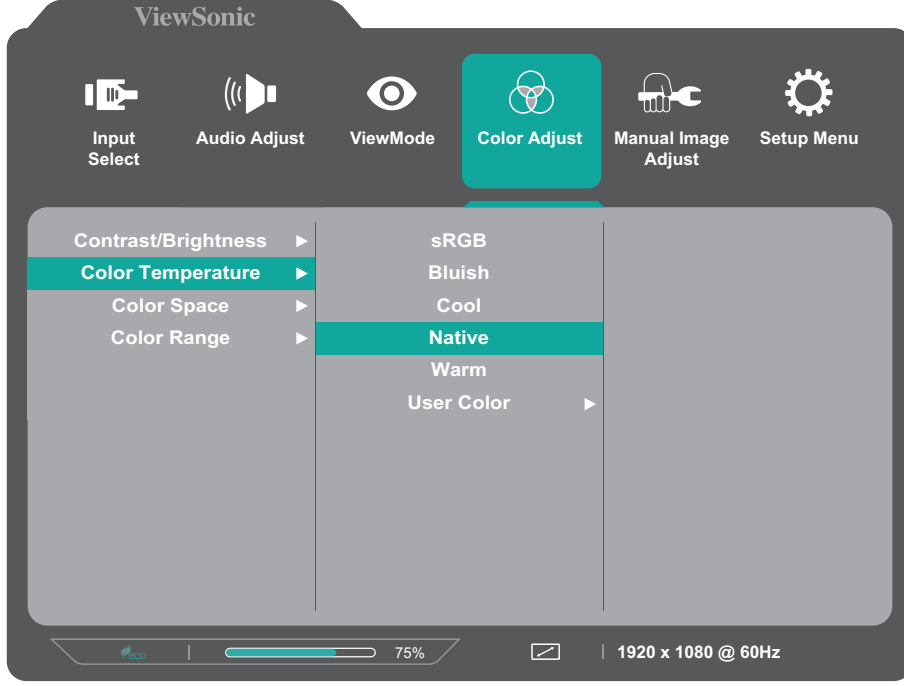 ViewSonic
Input Select
Audio Adjust
ViewMode
Color Adjust
Manual Image Adjust
Setup Menu
Contrast/Brightness
Color Temperature
Color Space
Color Range
sRGB
Bluish
Cool
Native
Warm
User Color
eco
75%
1920 x 1080 @ 60Hz